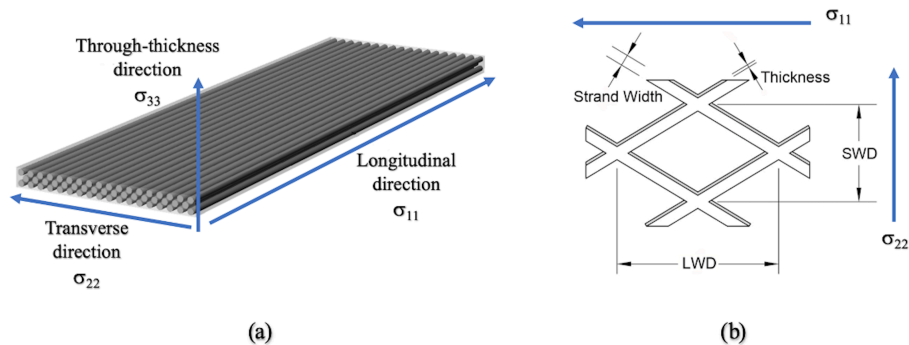 Through-thickness
direction
σ33
Longitudinal
direction
σ11
Transverse
direction
σ22
(a)
σ11
Strand Width
Thickness
SWD
σ22
LWD
(b)